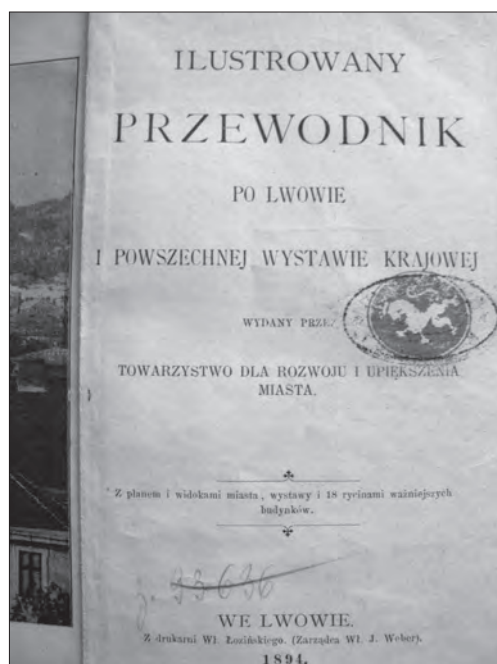 ILUSTROWANY
PRZEWODNIK
PO LWOWIE
I POWSZECHNEJ WYSTAWIE KRAJOWEJ
WYDANY PRZEZ
TOWARZYSTWO DLA ROZWOJU I UPIĘKSZENIA
MIASTA.
Z planem i widokami miasta, wystawy i 18 rycinami ważniejszych
budynków.
33636
WE LWOWIE.
Z drukarni Wł. Łozińskiego. (Zarządca Wł. J. Weber).
1894.